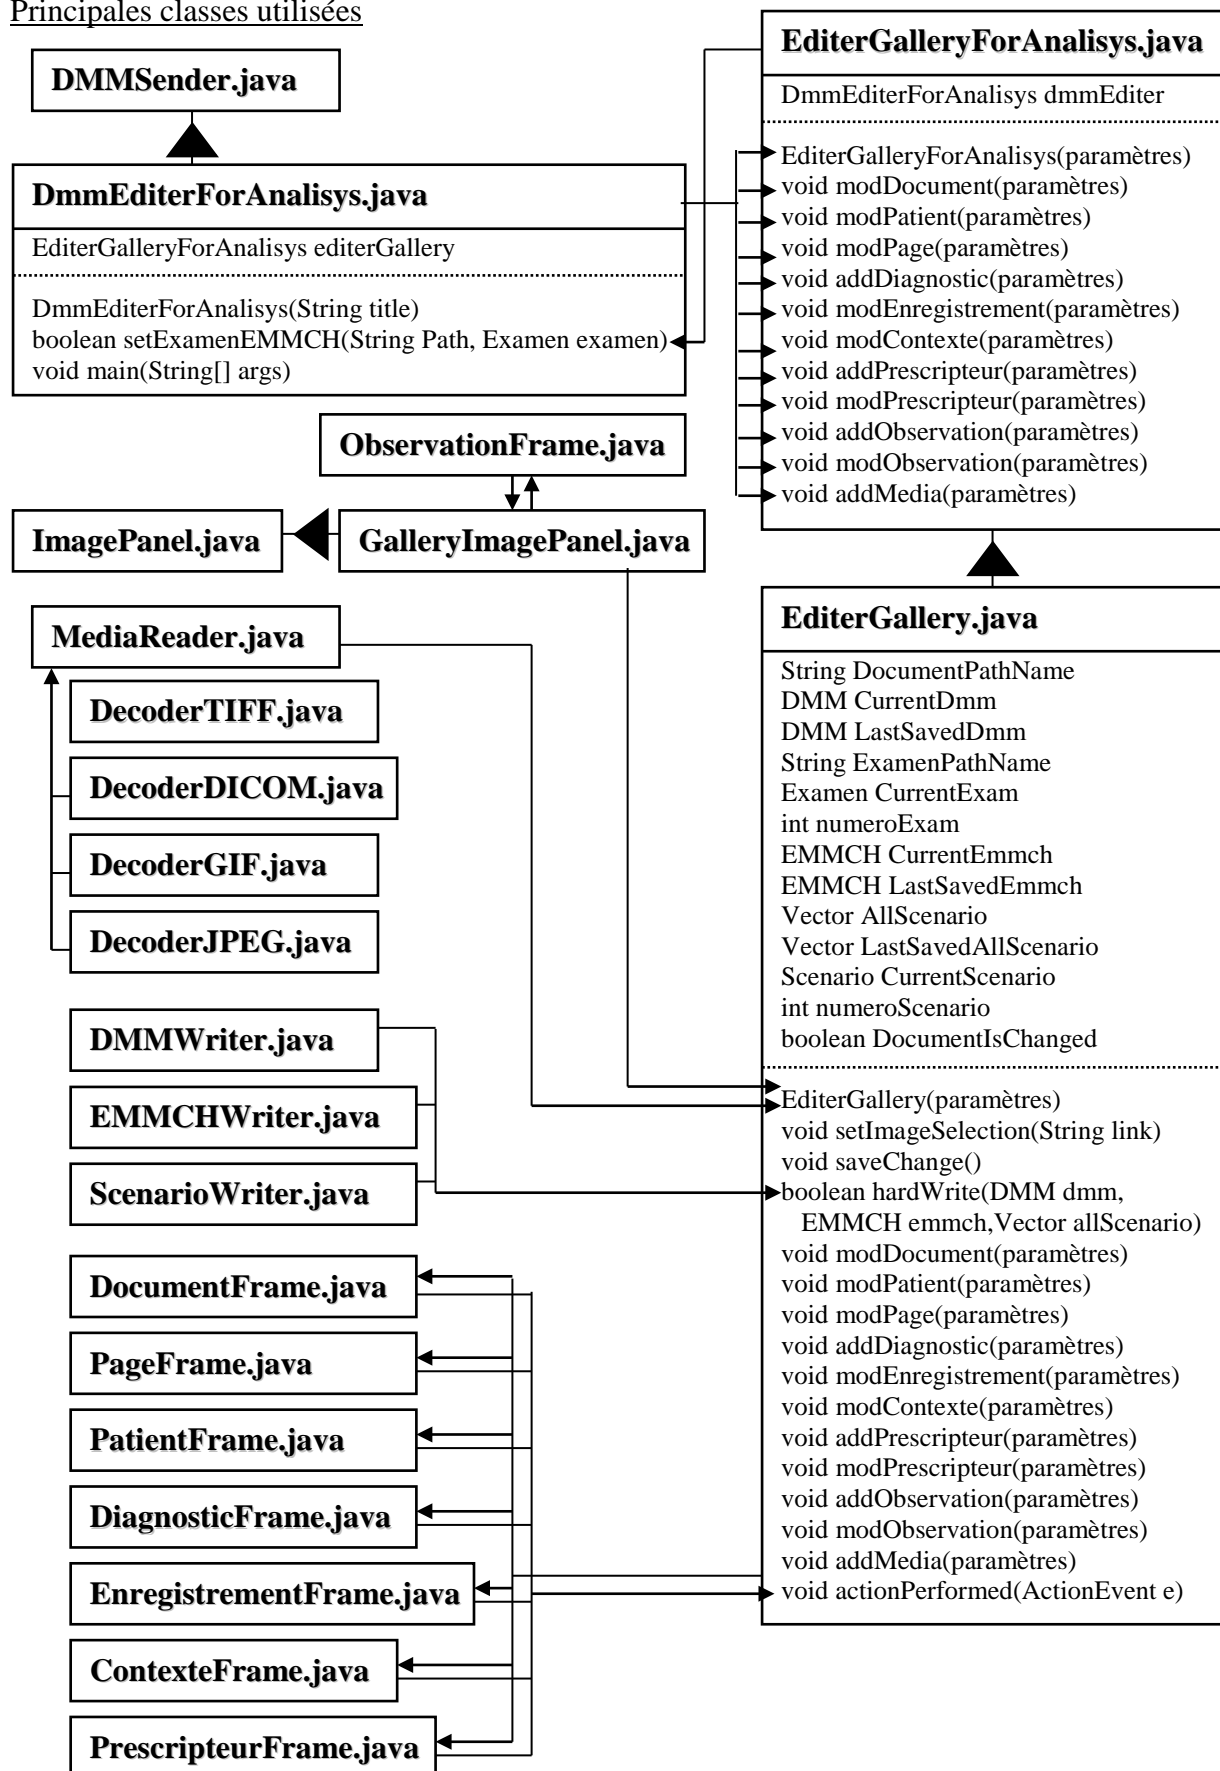 Principales classes utilisées
DMMSender.java
DmmEditerForAnalisys.java
EditerGalleryForAnalisys editerGallery
DmmEditerForAnalisys(String title)
boolean setExamenEMMCH(String Path, Examen examen)
void main(String[] args)
EditerGalleryForAnalisys.java
DmmEditerForAnalisys dmmEditer
EditerGalleryForAnalisys(paramètres)
void modDocument(paramètres)
void modPatient(paramètres)
void modPage(paramètres)
void addDiagnostic(paramètres)
void modEnregistrement(paramètres)
void modContexte(paramètres)
void addPrescripteur(paramètres)
void modPrescripteur(paramètres)
void addObservation(paramètres)
void modObservation(paramètres)
void addMedia(paramètres)
ObservationFrame.java
ImagePanel.java
GalleryImagePanel.java
MediaReader.java
DecoderTIFF.java
DecoderDICOM.java
DecoderGIF.java
DecoderJPEG.java
DMMWriter.java
EMMCHWriter.java
ScenarioWriter.java
DocumentFrame.java
PageFrame.java
PatientFrame.java
DiagnosticFrame.java
EnregistrementFrame.java
ContexteFrame.java
PrescripteurFrame.java
EditerGallery.java
String DocumentPathName
DMM CurrentDmm
DMM LastSavedDmm
String ExamenPathName
Examen CurrentExam
int numeroExam
EMMCH CurrentEmmch
EMMCH LastSavedEmmch
Vector AllScenario
Vector LastSavedAllScenario
Scenario CurrentScenario
int numeroScenario
boolean DocumentIsChanged
EditerGallery(paramètres)
void setImageSelection(String link)
void saveChange()
boolean hardWrite(DMM dmm,
EMMCH emmch,Vector allScenario)
void modDocument(paramètres)
void modPatient(paramètres)
void modPage(paramètres)
void addDiagnostic(paramètres)
void modEnregistrement(paramètres)
void modContexte(paramètres)
void addPrescripteur(paramètres)
void modPrescripteur(paramètres)
void addObservation(paramètres)
void modObservation(paramètres)
void addMedia(paramètres)
void actionPerformed(ActionEvent e)